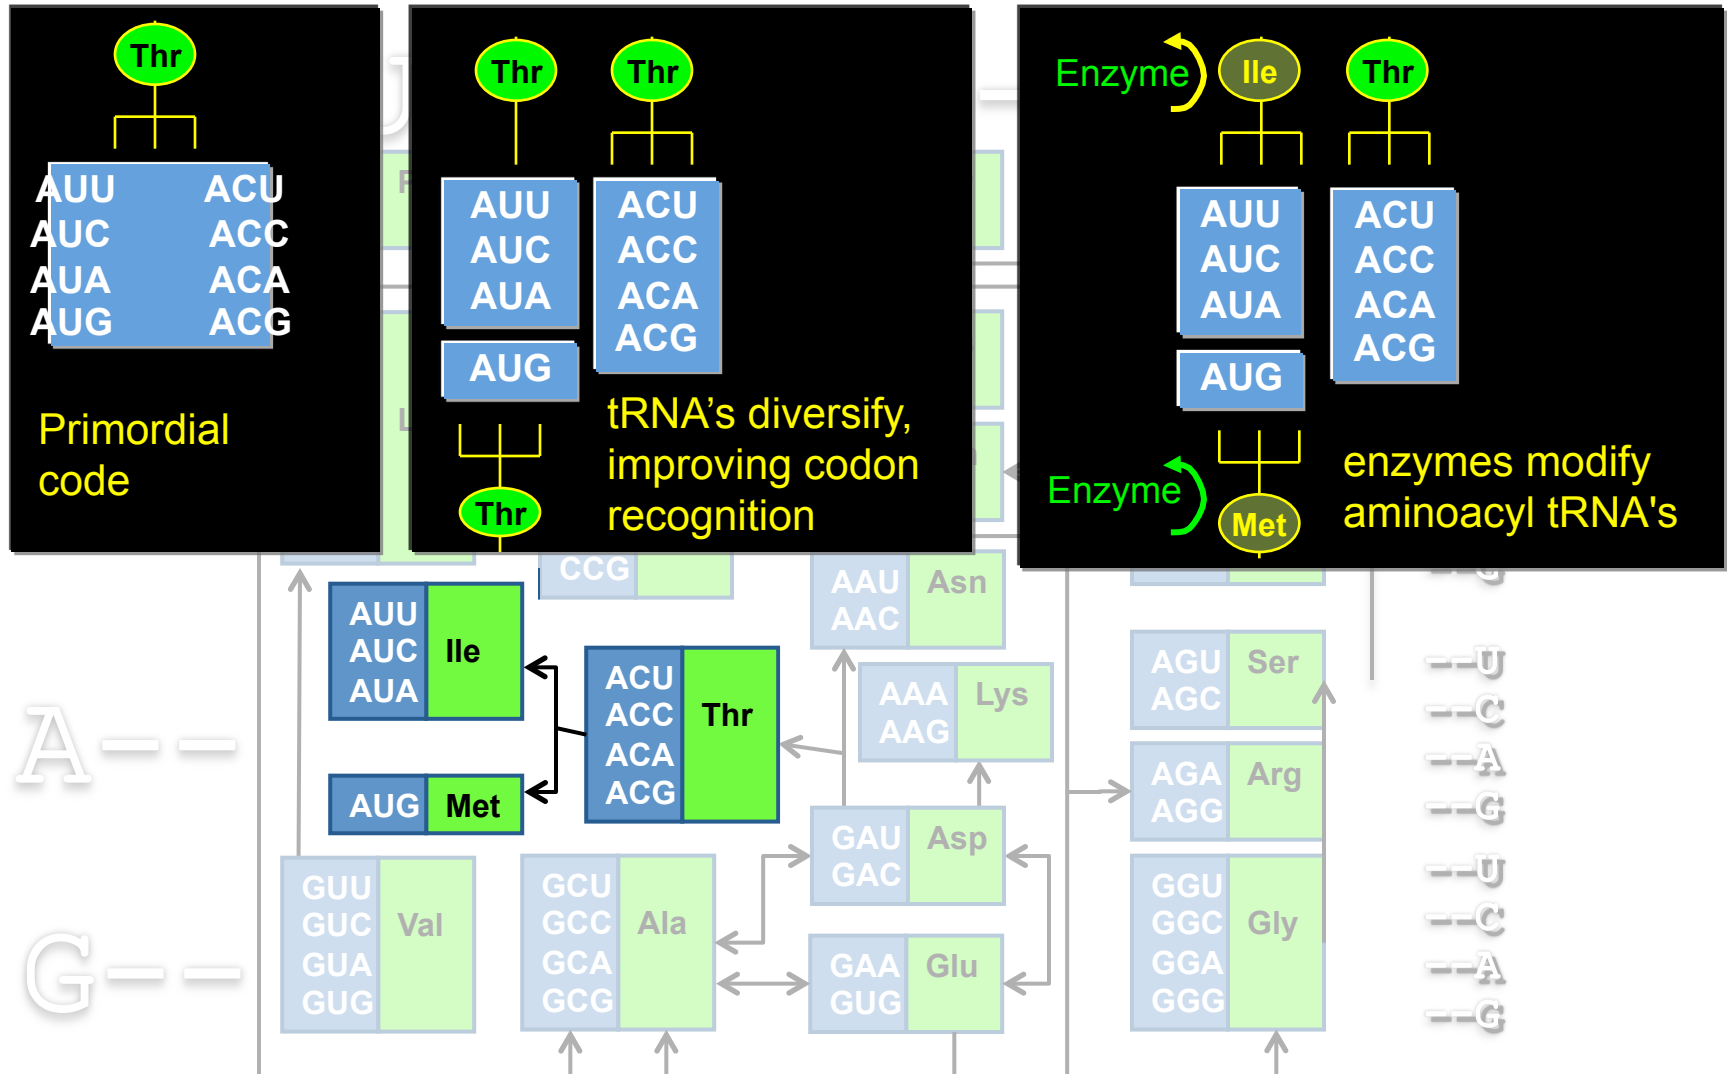 Thr
AUU ACU
AUC ACC
AUA ACA
AUG ACG
Primordial
code
U
Thr Thr
AUU ACU
AUC ACC
AUA ACA
ACG
AUG
Thr
tRNA's diversify,
improving codon
recognition
Enzyme Ile Thr
AUU ACU
AUC ACC
AUA ACA
ACG
AUG
Enzyme
Met
enzymes modify
aminoacyl tRNA's
CCG
AAU Asn
AAC
--G
AUU
AUC Ile
AUA
AUG Met
ACU
ACC Thr
ACA
ACG
AAA Lys
AAG
AGU Ser
AGC
AGA Arg
AGG
A--
--U
--C
--A
--G
GUU
GUC Val
GUA
GUG
GCU
GCC Ala
GCA
GCG
GAU Asp
GAC
GAA Glu
GUG
GGU
GGC Gly
GGA
GGG
G--
--U
--C
--A
--G